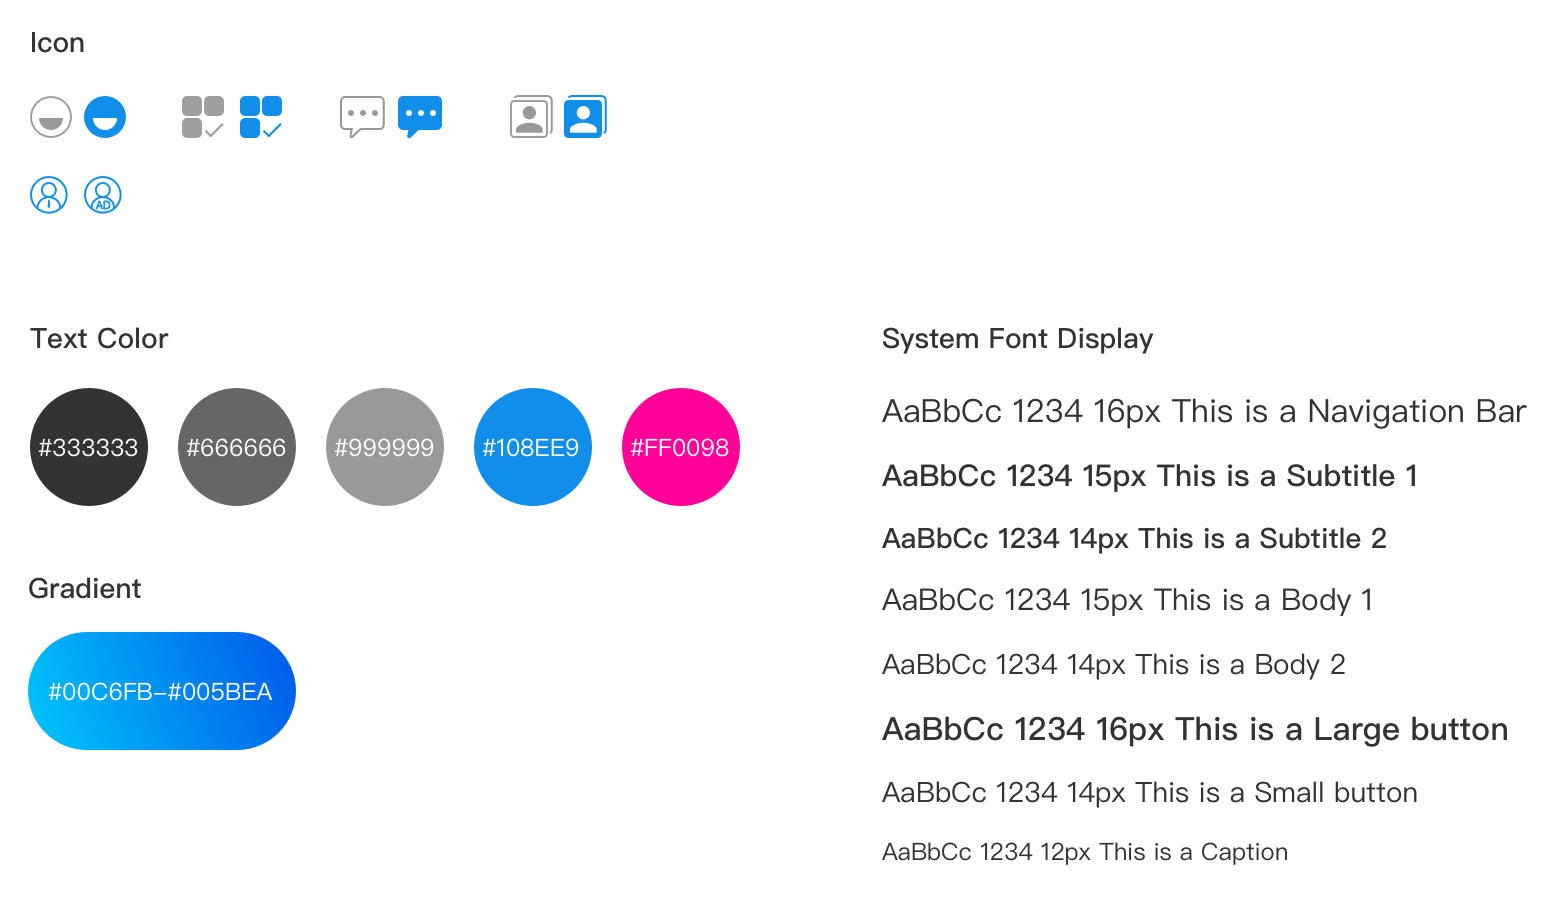 Icon
AD
Text Color
#333333
#666666
#999999
#108EE9
#FF0098
Gradient
#00C6FB-#005BEA
System Font Display
AaBbCc 1234 16px This is a Navigation Bar
AaBbCc 1234 15px This is a Subtitle 1
AaBbCc 1234 14px This is a Subtitle 2
AaBbCc 1234 15px This is a Body 1
AaBbCc 1234 14px This is a Body 2
AaBbCc 1234 16px This is a Large button
AaBbCc 1234 14px This is a Small button
AaBbCc 1234 12px This is a Caption